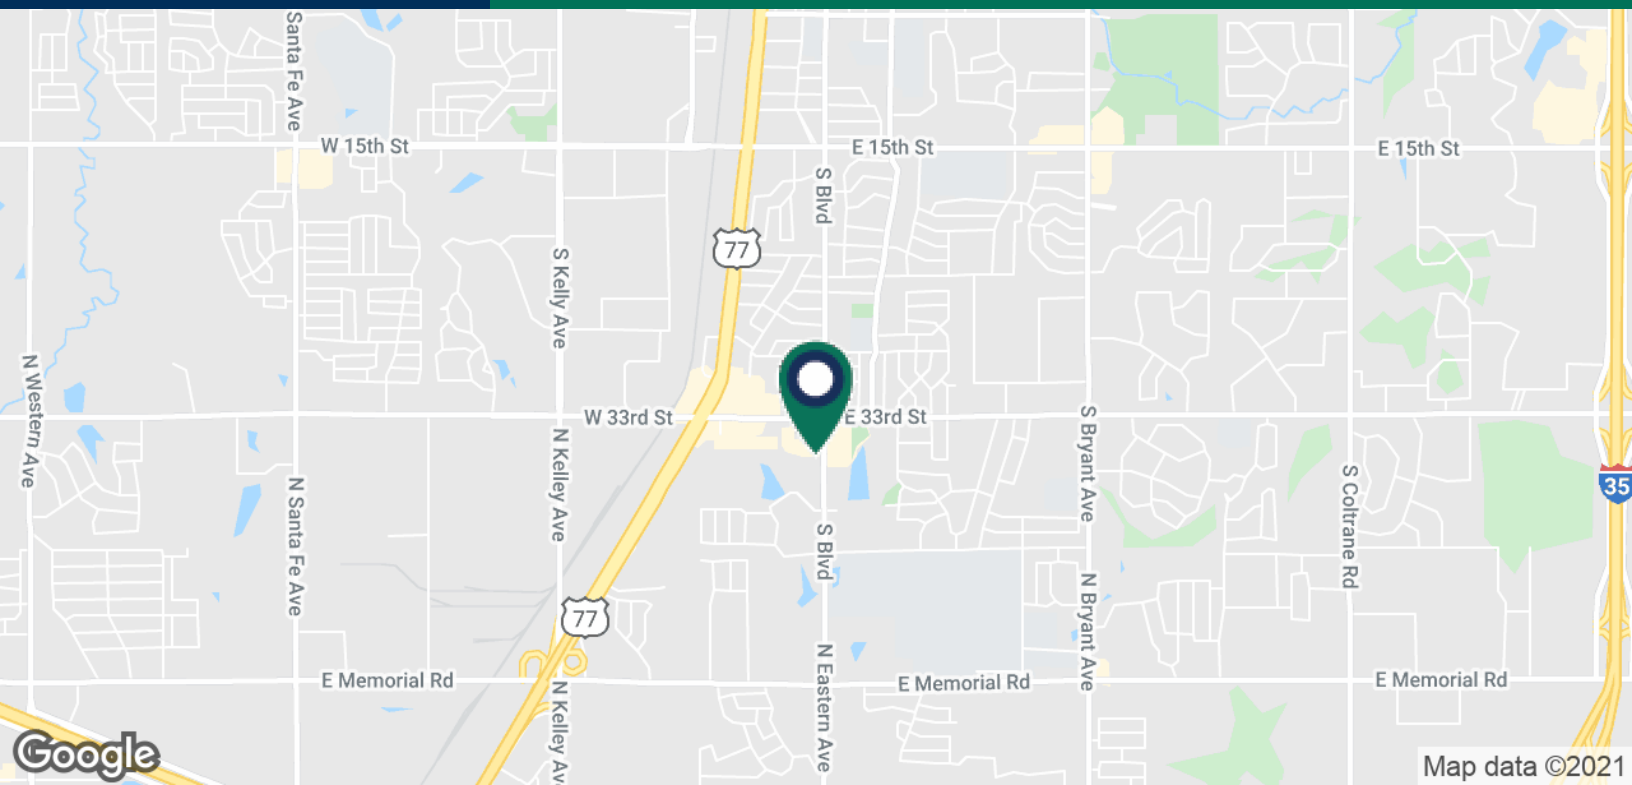 Santa Fe Ave
W 15th St
E 15th St
E 15th St
S Blvd
77
S Kelly Ave
N Western Ave
W 33rd St
E 33rd St
S Bryant Ave
N Kelley Ave
S Coltrane Rd
35
N Santa Fe Ave
S Blvd
N Bryant Ave
77
E Memorial Rd
E Memorial Rd
E Memorial Rd
N Eastern Ave
N Kelley Av
Google
Map data ©2021